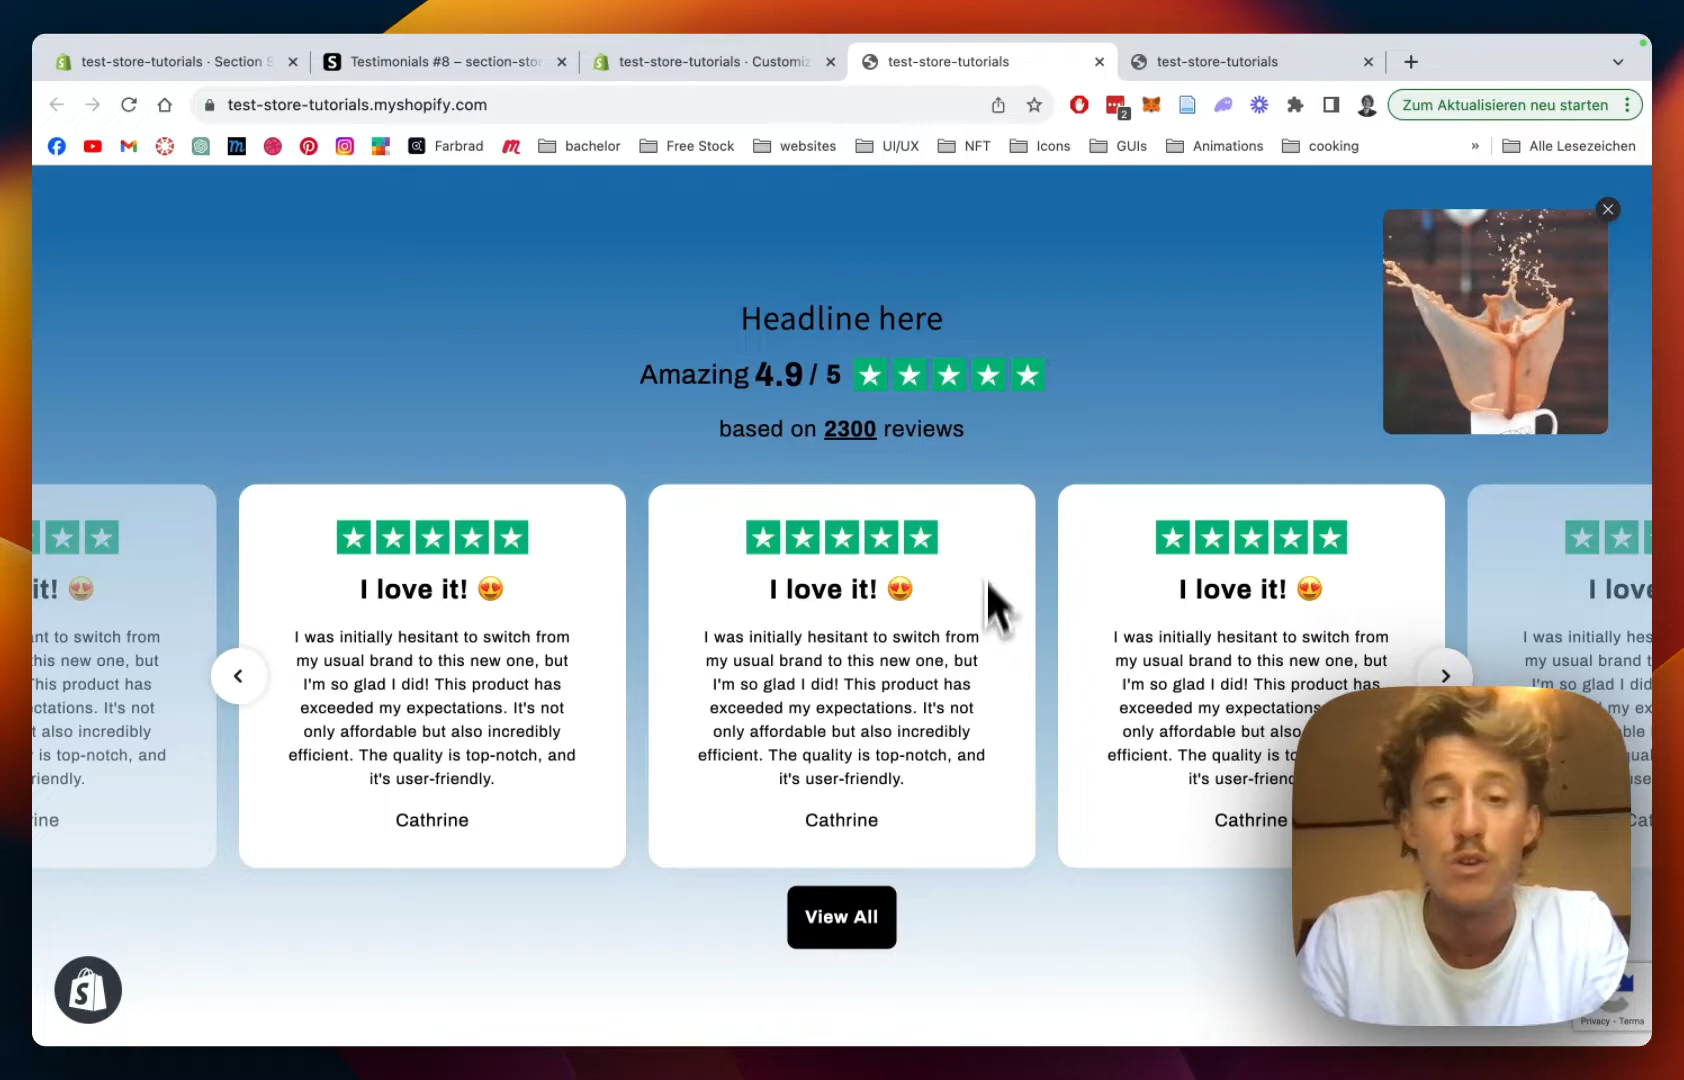 test-store-tutorials · Section S
Testimonials #8 – section-sto
test-store-tutorials · Customiz
test-store-tutorials
test-store-tutorials
test-store-tutorials.myshopify.com
2
Zum Aktualisieren neu starten
Farbrad
bachelor
Free Stock
websites
UI/UX
NFT
Icons
GUIs
Animations
cooking
»
Alle Lesezeichen
Headline here
Amazing 4.9 / 5
based on 2300 reviews
it! 😍
ant to switch from
this new one, but
This product has
ctations. It's not
t also incredibly
is top-notch, and
riendly.
rine
I love it! 😍
I was initially hesitant to switch from
my usual brand to this new one, but
I'm so glad I did! This product has
exceeded my expectations. It's not
only affordable but also incredibly
efficient. The quality is top-notch, and
it's user-friendly.
Cathrine
I love it! 😍
I was initially hesitant to switch from
my usual brand to this new one, but
I'm so glad I did! This product has
exceeded my expectations. It's not
only affordable but also incredibly
efficient. The quality is top-notch, and
it's user-friendly.
Cathrine
I love it! 😍
I was initially hesitant to switch from
my usual brand to this new one, but
I'm so glad I did! This product has
exceeded my expectations
only affordable but also
efficient. The quality is
it's user-frien
Cathrine
I love
I was initially hes
my usual brand t
I'm so glad I did
View All
Privacy - Terms